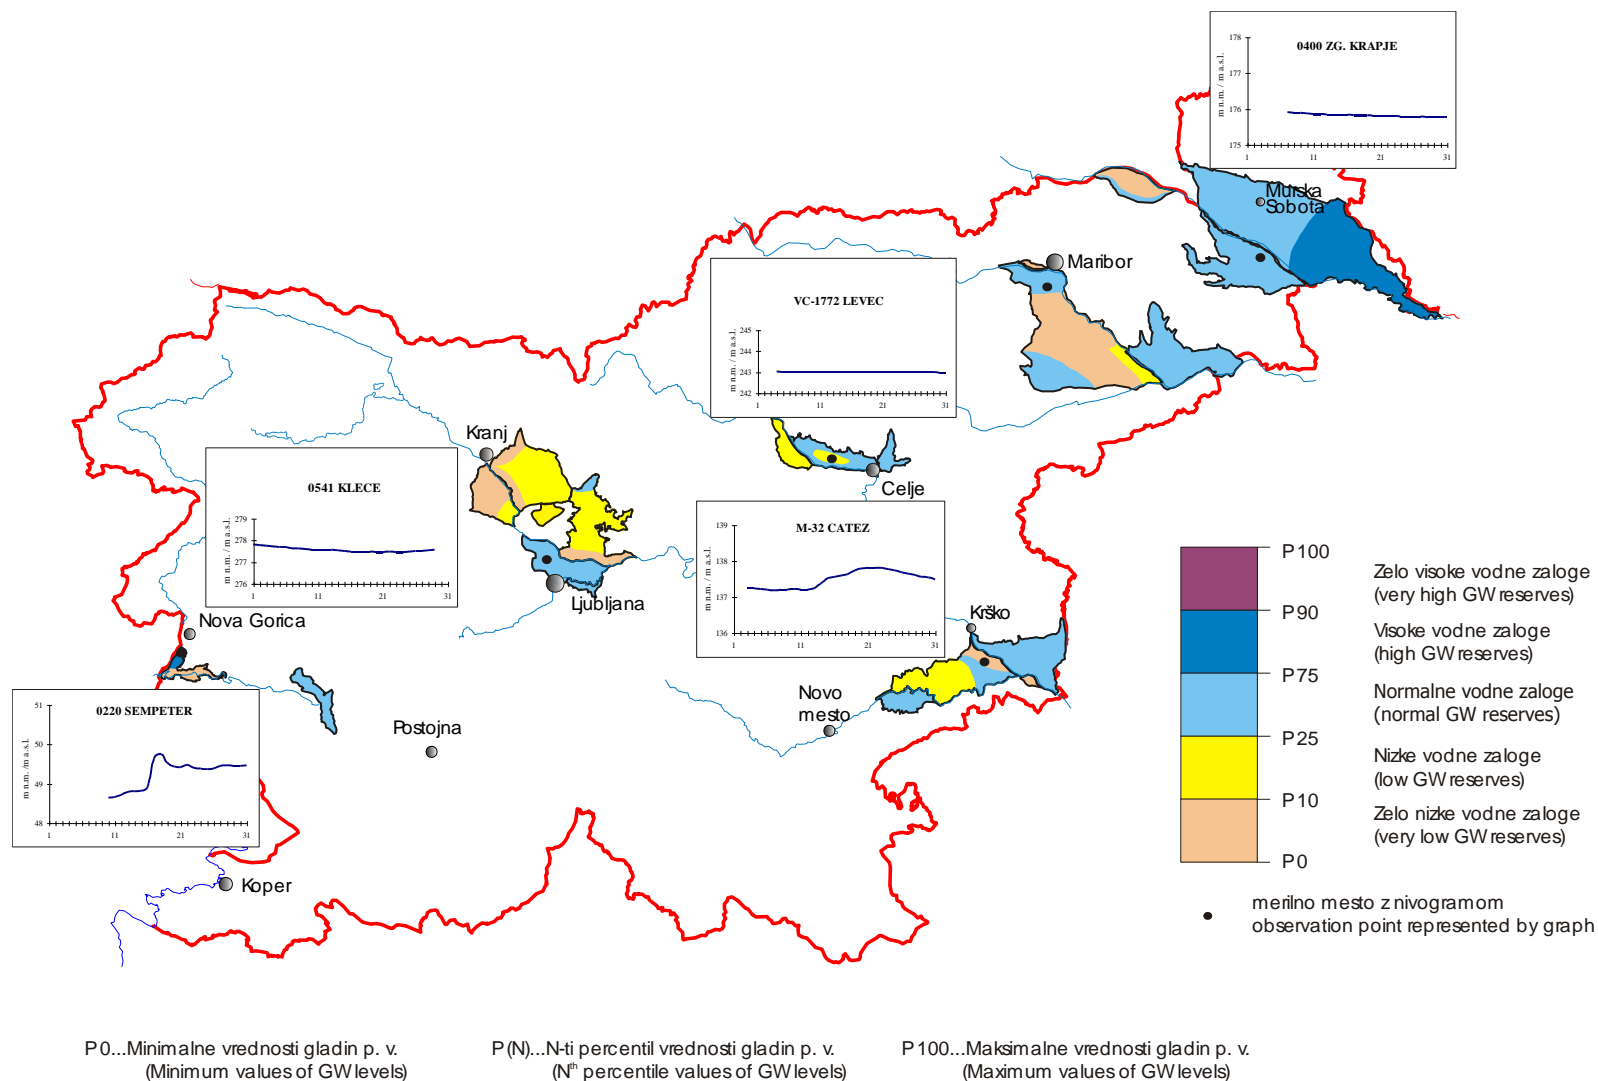 0400 ZG. KRAPJE
m n.m. / m a.s.l.
178
177
176
175
1
11
21
31
Murska
Sobota
Maribor
VC-1772 LEVEC
m n.m. / m a.s.l.
245
244
243
242
1
11
21
31
Kranj
Celje
0541 KLECE
m n.m. / m a.s.l.
279
278
277
276
1
11
21
31
M-32 CATEZ
m n.m. / m a.s.l.
139
138
137
136
1
11
21
31
Ljubljana
Nova Gorica
Krško
Novo
mesto
Postojna
0220 SEMPETER
m n.m. /m a.s.l.
51
50
49
48
1
11
21
31
Koper
P100
Zelo visoke vodne zaloge
(very high GW reserves)
P90
Visoke vodne zaloge
(high GW reserves)
P75
Normalne vodne zaloge
(normal GW reserves)
P25
Nizke vodne zaloge
(low GW reserves)
P10
Zelo nizke vodne zaloge
(very low GW reserves)
P0
merilno mesto z nivogramom
observation point represented by graph
P0...Minimalne vrednosti gladin p. v.
(Minimum values of GW levels)
P(N)...N-ti percentil vrednosti gladin p. v.
(Nth percentile values of GW levels)
P100...Maksimalne vrednosti gladin p. v.
(Maximum values of GW levels)